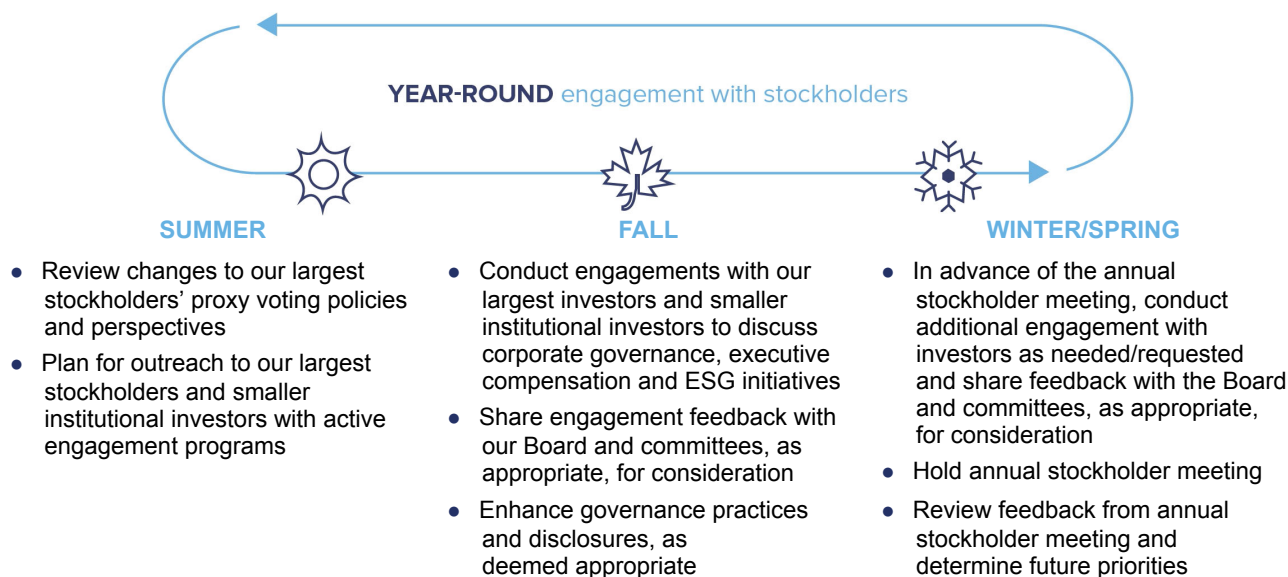 YEAR-ROUND engagement with stockholders
SUMMER
● Review changes to our largest
stockholders’ proxy voting policies
and perspectives
● Plan for outreach to our largest
stockholders and smaller
institutional investors with active
engagement programs
FALL
● Conduct engagements with our
largest investors and smaller
institutional investors to discuss
corporate governance, executive
compensation and ESG initiatives
● Share engagement feedback with
our Board and committees, as
appropriate, for consideration
● Enhance governance practices
and disclosures, as
deemed appropriate
WINTER/SPRING
● In advance of the annual
stockholder meeting, conduct
additional engagement with
investors as needed/requested
and share feedback with the Board
and committees, as appropriate,
for consideration
● Hold annual stockholder meeting
● Review feedback from annual
stockholder meeting and
determine future priorities